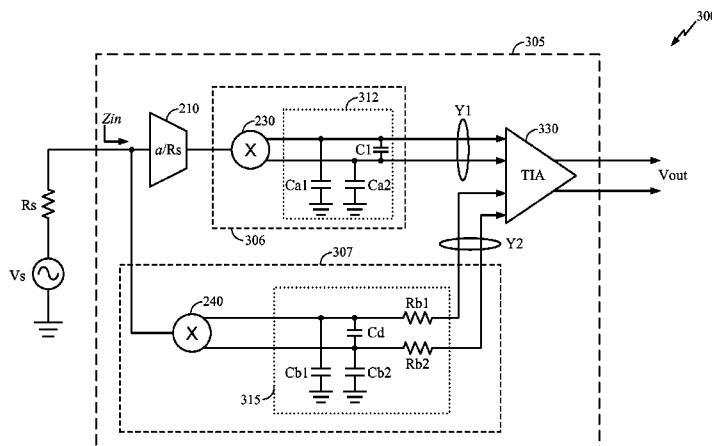 300
305
312
210
230
Y1
330
Zin
a/Rs
X
C1
TIA
Ca1
Ca2
Vout
Rs
306
307
Y2
Vs
240
Rb1
X
Cd
Rb2
Cb1
Cb2
315